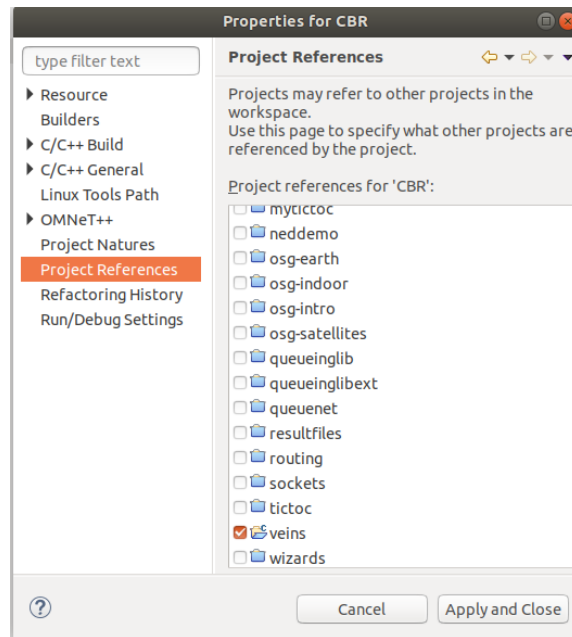 Properties for CBR
type filter text
Resource
Builders
C/C++ Build
C/C++ General
Linux Tools Path
OMNeT++
Project Natures
Project References
Refactoring History
Run/Debug Settings
Project References
Projects may refer to other projects in the
workspace.
Use this page to specify what other projects are
referenced by the project.
Project references for 'CBR':
mytictoc
neddemo
osg-earth
osg-indoor
osg-intro
osg-satellites
queueinglib
queueinglibext
queuenet
resultfiles
routing
sockets
tictoc
veins
wizards
Cancel
Apply and Close